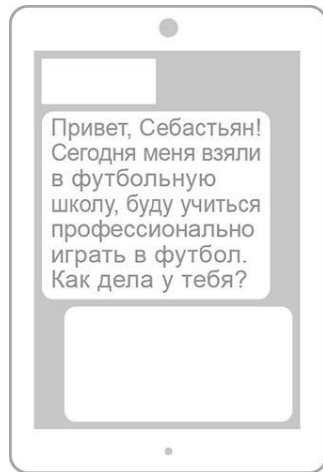 Привет, Себастьян!
Сегодня меня взяли
в футбольную
школу, буду учиться
профессионально
играть в футбол.
Как дела у тебя?